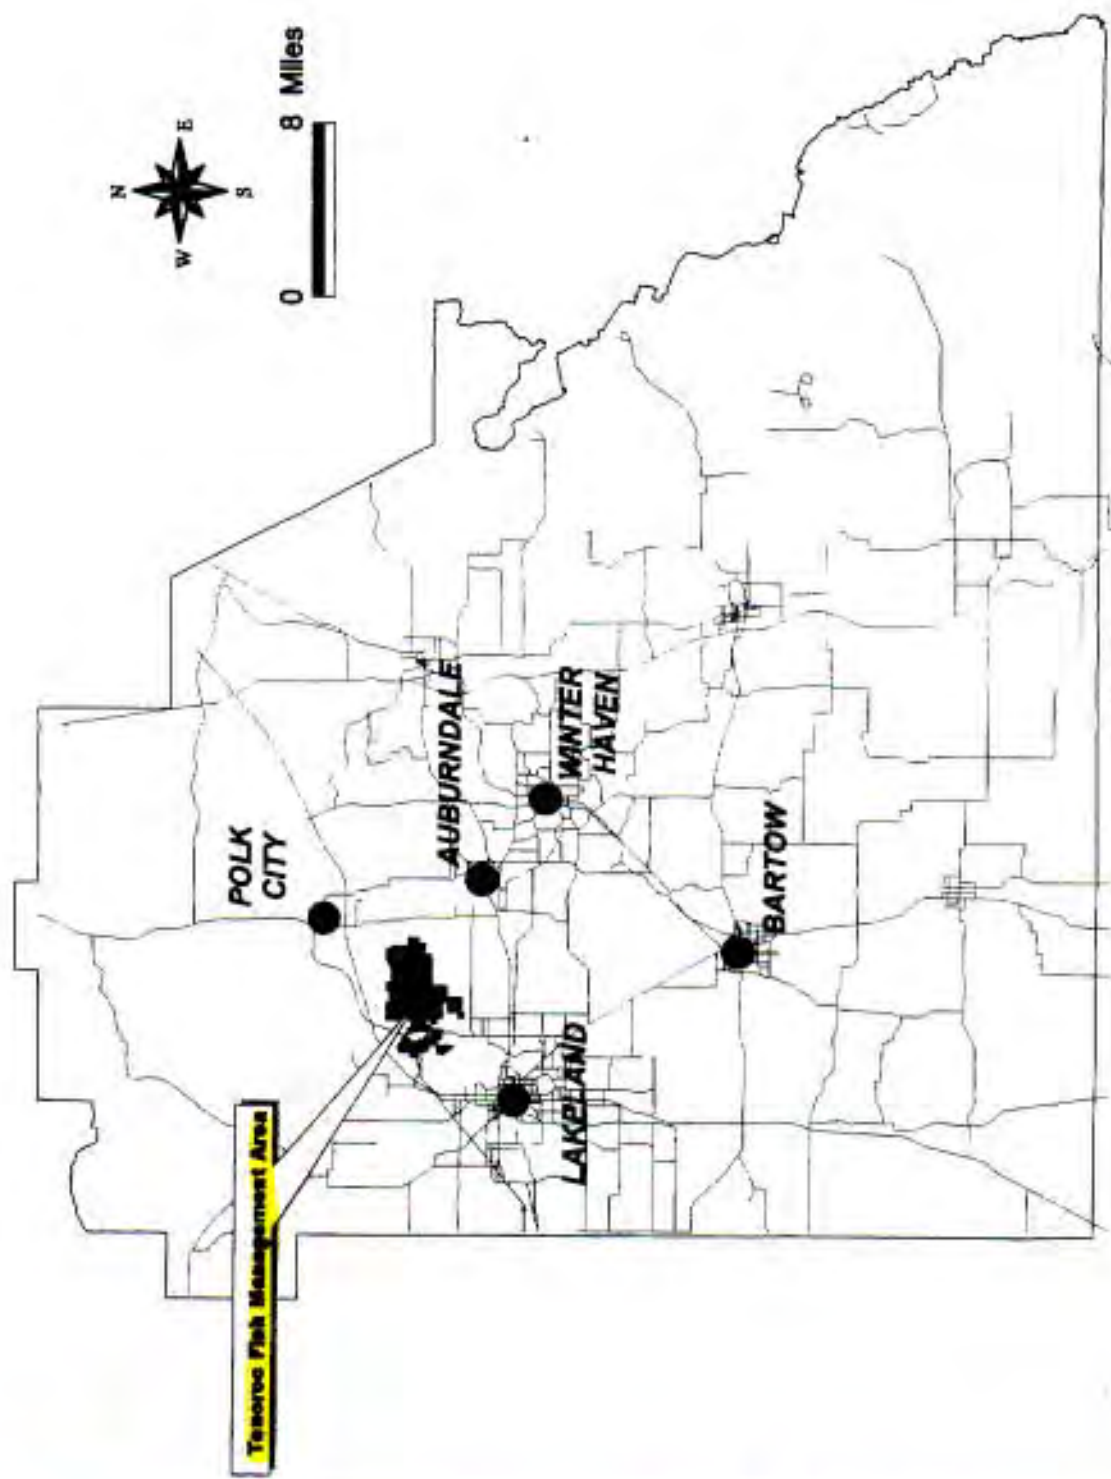 N
W
E
S
0
8 Miles
Tenoroc Fish Management Area
POLK
CITY
AUBURNDALE
WINTER
HAVEN
LAKELAND
BARTOW